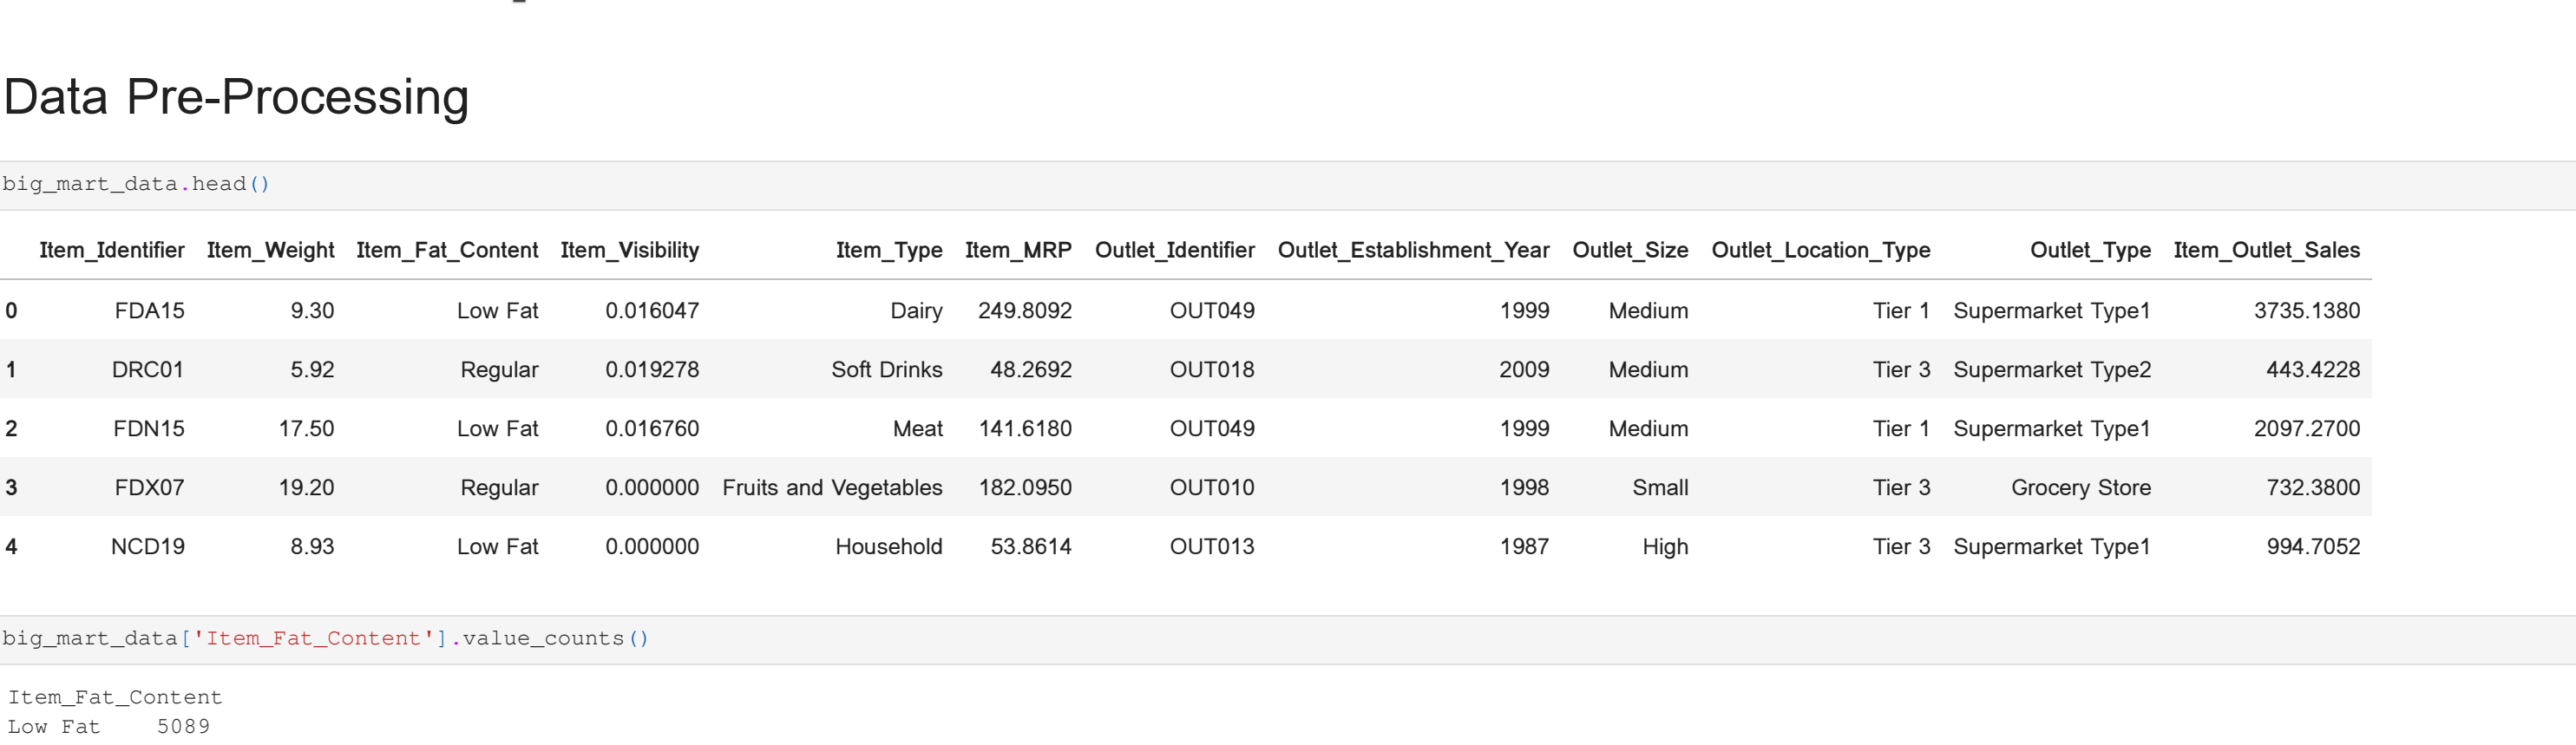 Data Pre-Processing
big_mart_data.head()
Item_Identifier Item_Weight Item_Fat_Content Item_Visibility Item_Type Item_MRP Outlet_Identifier Outlet_Establishment_Year Outlet_Size Outlet_Location_Type Outlet_Type Item_Outlet_Sales
0 FDA15 9.30 Low Fat 0.016047 Dairy 249.8092 OUT049 1999 Medium Tier 1 Supermarket Type1 3735.1380
1 DRC01 5.92 Regular 0.019278 Soft Drinks 48.2692 OUT018 2009 Medium Tier 3 Supermarket Type2 443.4228
2 FDN15 17.50 Low Fat 0.016760 Meat 141.6180 OUT049 1999 Medium Tier 1 Supermarket Type1 2097.2700
3 FDX07 19.20 Regular 0.000000 Fruits and Vegetables 182.0950 OUT010 1998 Small Tier 3 Grocery Store 732.3800
4 NCD19 8.93 Low Fat 0.000000 Household 53.8614 OUT013 1987 High Tier 3 Supermarket Type1 994.7052
big_mart_data['Item_Fat_Content'].value_counts()
Item_Fat_Content
Low Fat 5089